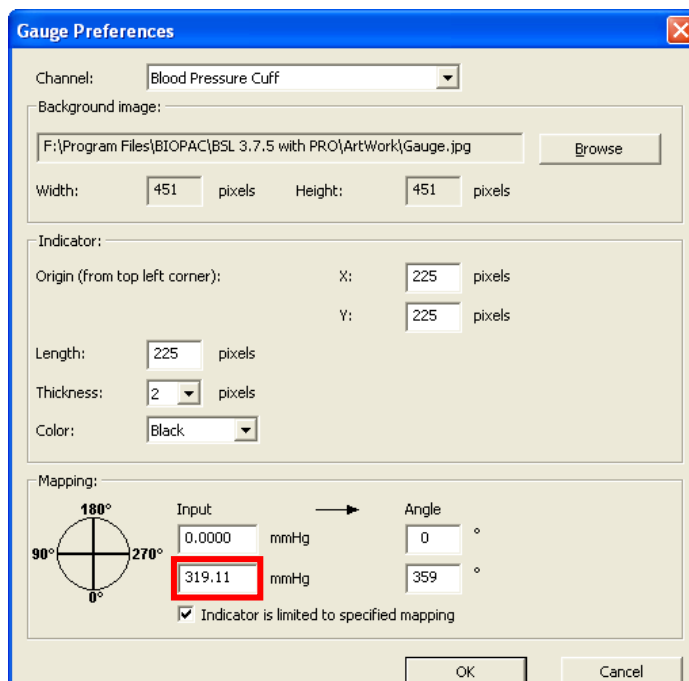 Gauge Preferences
Channel: Blood Pressure Cuff
Background image:
F:\Program Files\BIOPAC\BSL 3.7.5 with PRO\ArtWork\Gauge.jpg Browse
Width: 451 pixels Height: 451 pixels
Indicator:
Origin (from top left corner): X: 225 pixels
Y: 225 pixels
Length: 225 pixels
Thickness: 2 pixels
Color: Black
Mapping:
180° Input Angle
0.0000 mmHg 0 °
90° 270°
319.11 mmHg 359 °
0°
Indicator is limited to specified mapping
OK Cancel